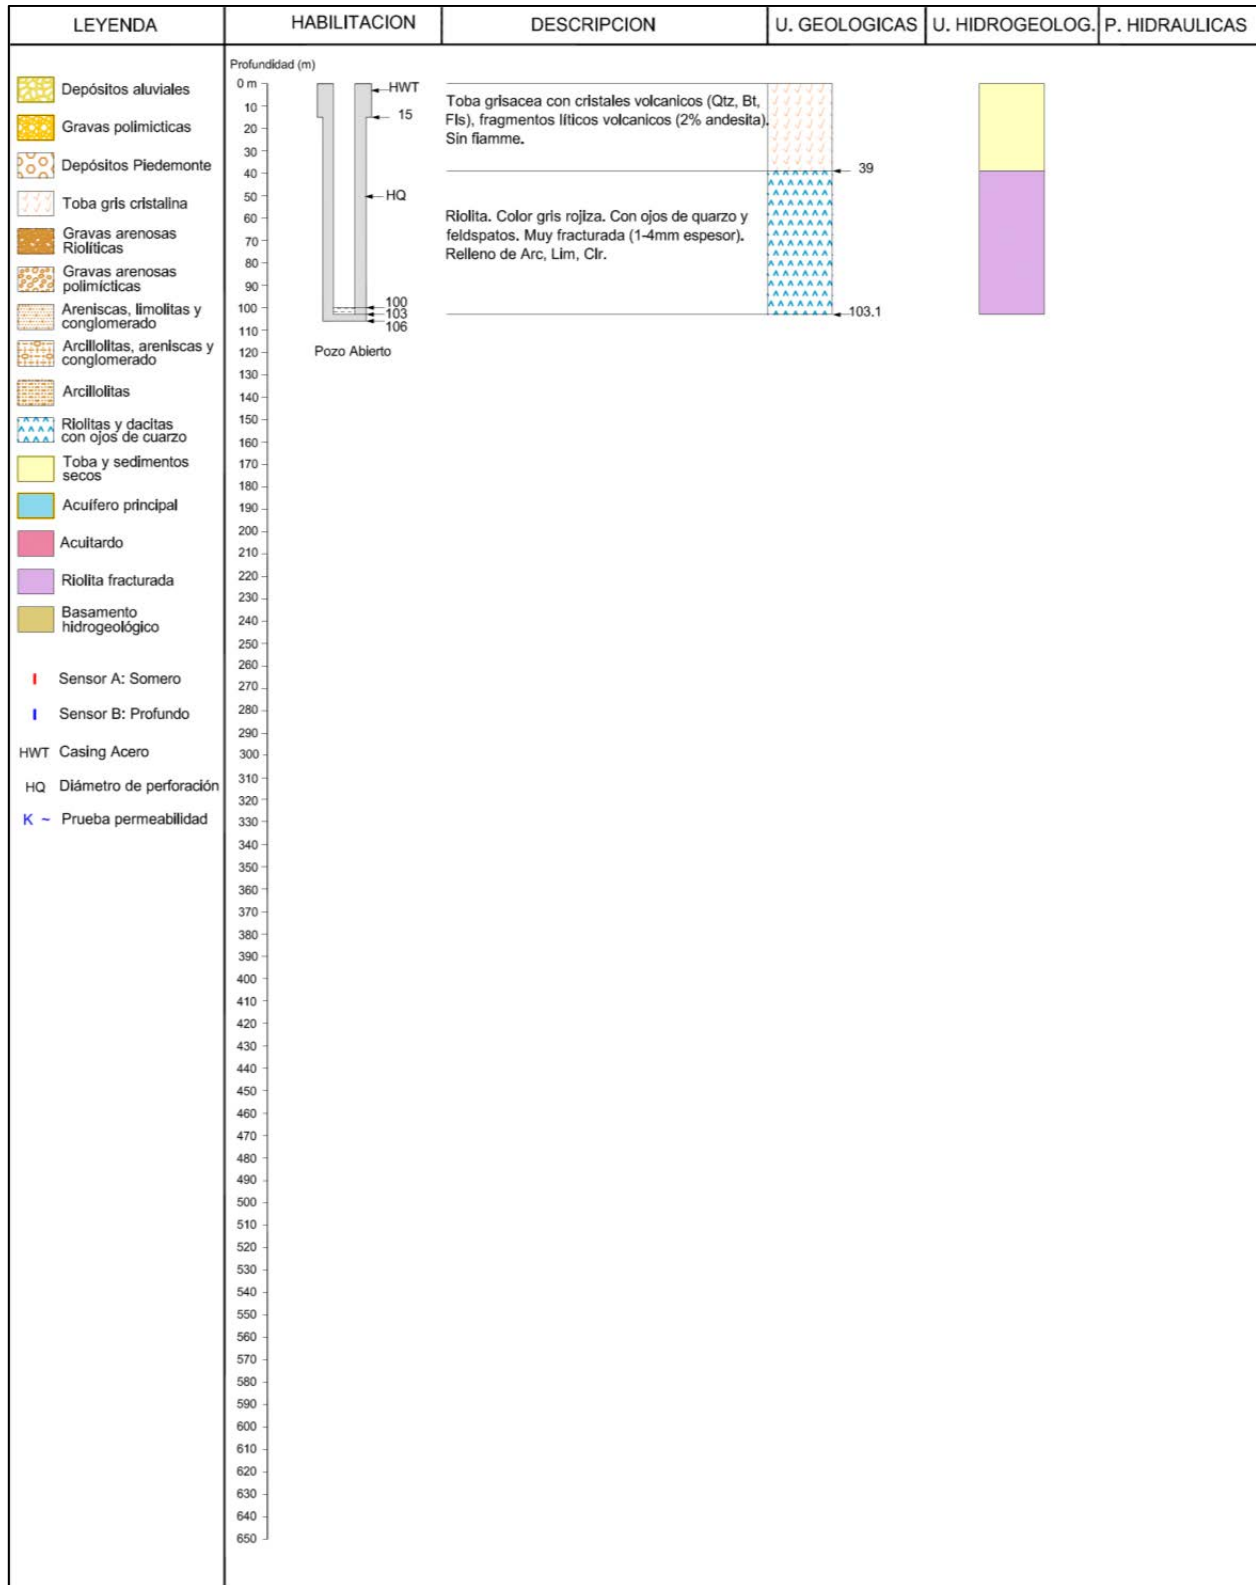 LEYENDA
HABILITACION
DESCRIPCION
U. GEOLOGICAS
U. HIDROGEOLOG.
P. HIDRAULICAS
Depósitos aluviales
Gravas polimicticas
Depósitos Piedemonte
Toba gris cristalina
Gravas arenosas
Riolíticas
Gravas arenosas
polimícticas
Areniscas, limolitas y
conglomerado
Arcillolitas, areniscas y
conglomerado
Arcillolitas
Riolitas y dacitas
con ojos de cuarzo
Toba y sedimentos
secos
Acuífero principal
Acuitardo
Riolita fracturada
Basamento
hidrogeológico
Sensor A: Somero
Sensor B: Profundo
HWT Casing Acero
HQ Diámetro de perforación
K ~ Prueba permeabilidad
Profundidad (m)
0 m
10
20
30
40
50
60
70
80
90
100
110
120
130
140
150
160
170
180
190
200
210
220
230
240
250
260
270
280
290
300
310
320
330
340
350
360
370
380
390
400
410
420
430
440
450
460
470
480
490
500
510
520
530
540
550
560
570
580
590
600
610
620
630
640
650
HWT
15
HQ
100
103
106
Pozo Abierto
Toba grisacea con cristales volcanicos (Qtz, Bt,
Fls), fragmentos líticos volcanicos (2% andesita).
Sin fiamme.
Riolita. Color gris rojiza. Con ojos de quarzo y
feldspatos. Muy fracturada (1-4mm espesor).
Relleno de Arc, Lim, Clr.
39
103.1